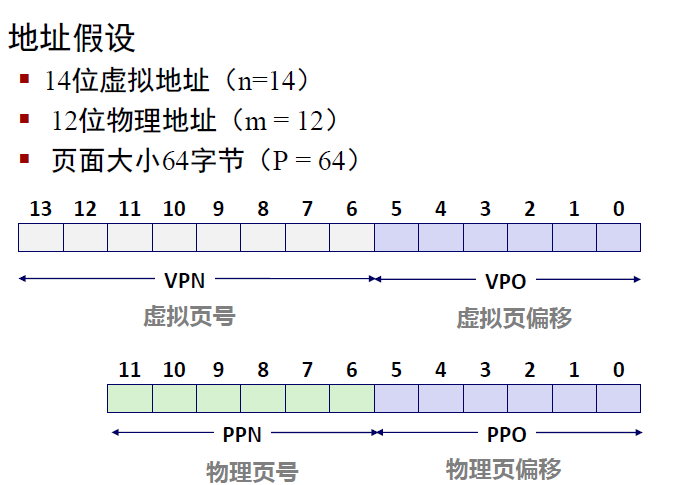 地址假设
14位虚拟地址（n=14）
12位物理地址（m = 12）
页面大小64字节（P = 64）
13 12 11 10 9 8 7 6 5 4 3 2 1 0
VPN VPO
虚拟页号 虚拟页偏移
11 10 9 8 7 6 5 4 3 2 1 0
PPN PPO
物理页号 物理页偏移